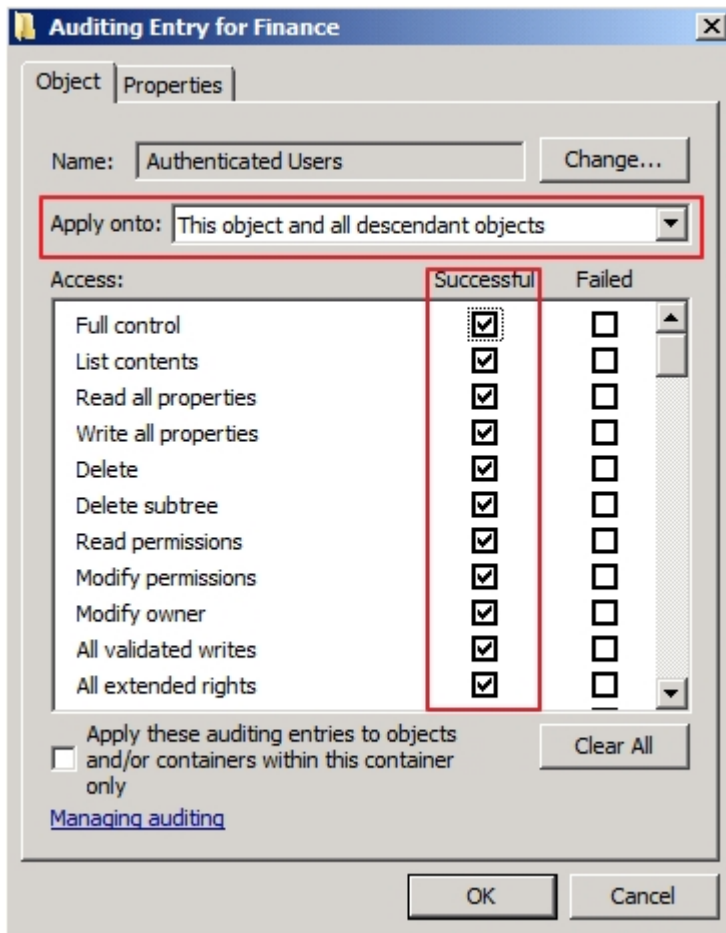 Auditing Entry for Finance
Object Properties
Name: Authenticated Users Change...
Apply onto: This object and all descendant objects
Access: Successful Failed
Full control
List contents
Read all properties
Write all properties
Delete
Delete subtree
Read permissions
Modify permissions
Modify owner
All validated writes
All extended rights
Apply these auditing entries to objects
and/or containers within this container
only
Clear All
Managing auditing
OK Cancel